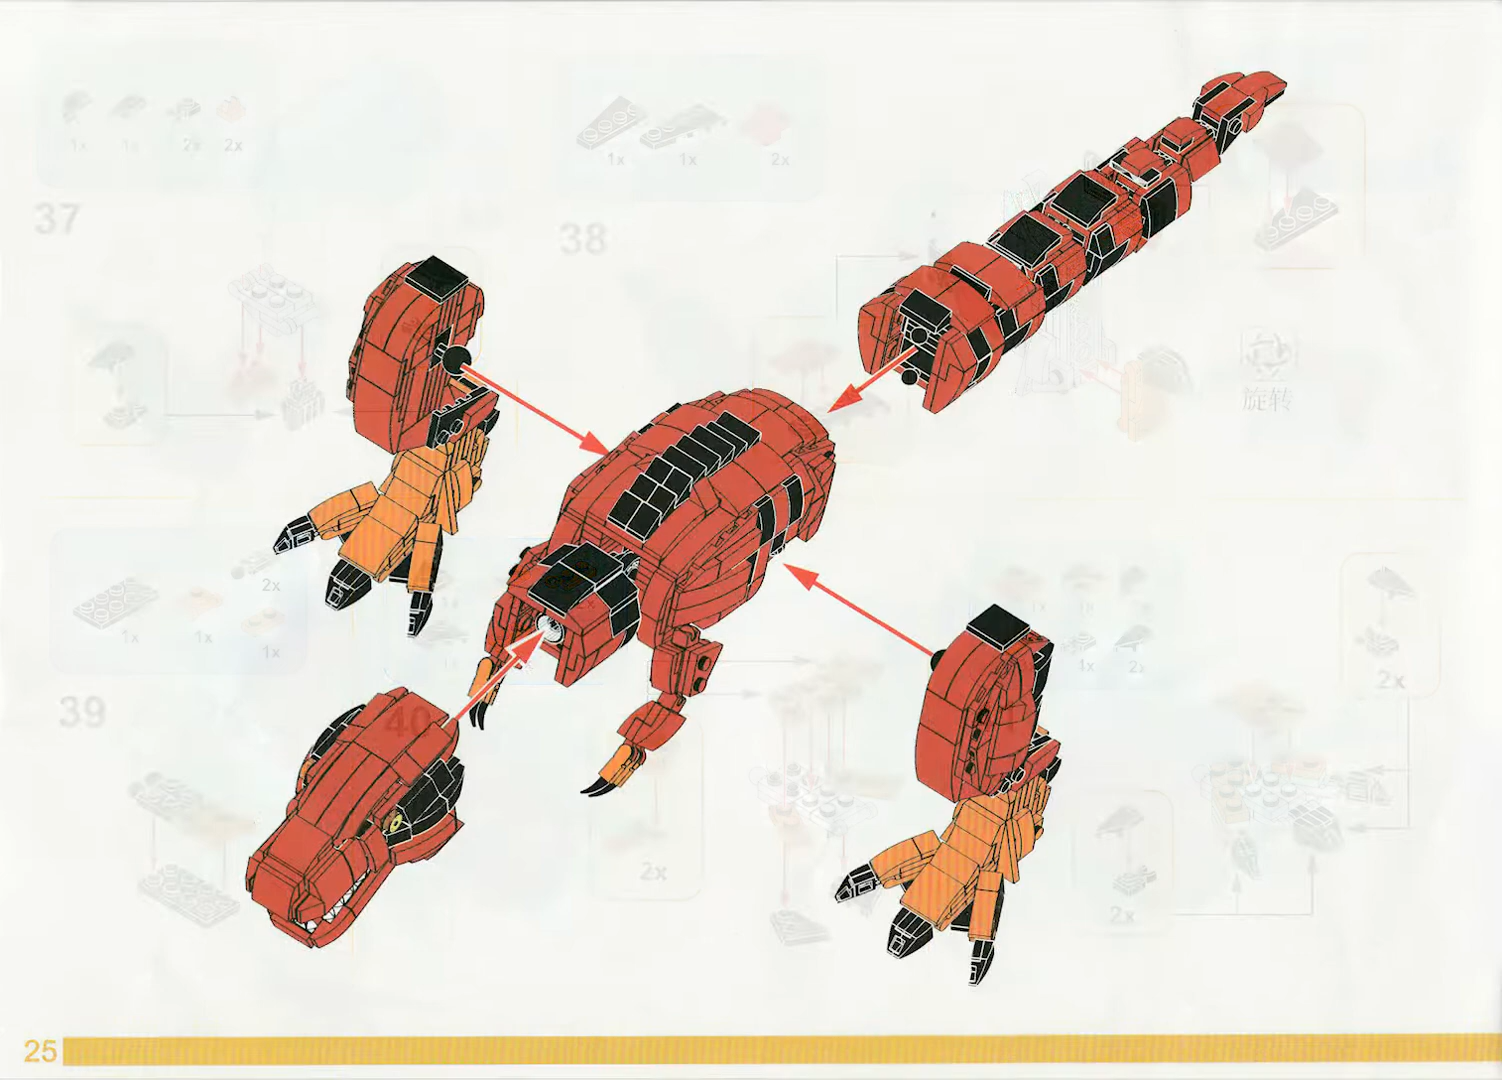 1x 1x 2x 2x
1x 1x 2x
37
38
旋转
2x
1x 1x 1x
1x 2x
2x
39
40
2x
2x
25